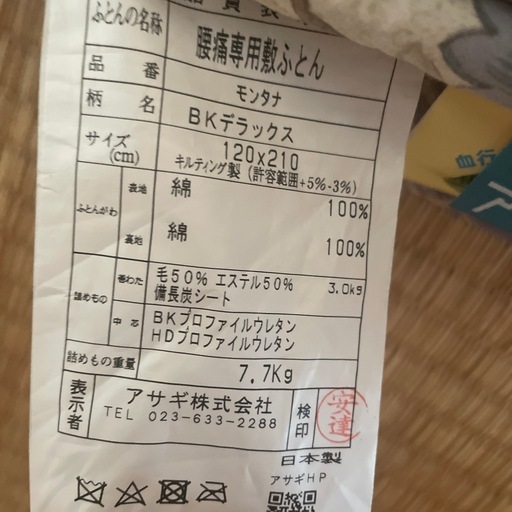 品質表
ふとんの名称 腰痛専用敷ふとん
品番 モンタナ
柄名 BKデラックス
サイズ(cm) 120x210
キルティング製(許容範囲+5%-3%)
ふとんがわ 表地 綿 100%
裏地 綿 100%
詰めもの 巻わた 毛50% エステル50% 3.0kg
備長炭シート
中芯 BKプロファイルウレタン
HDプロファイルウレタン
詰めもの重量 7.7Kg
表示者 アサギ株式会社
TEL 023-633-2288
検印 安達
日本製
アサギHP
自行
ア